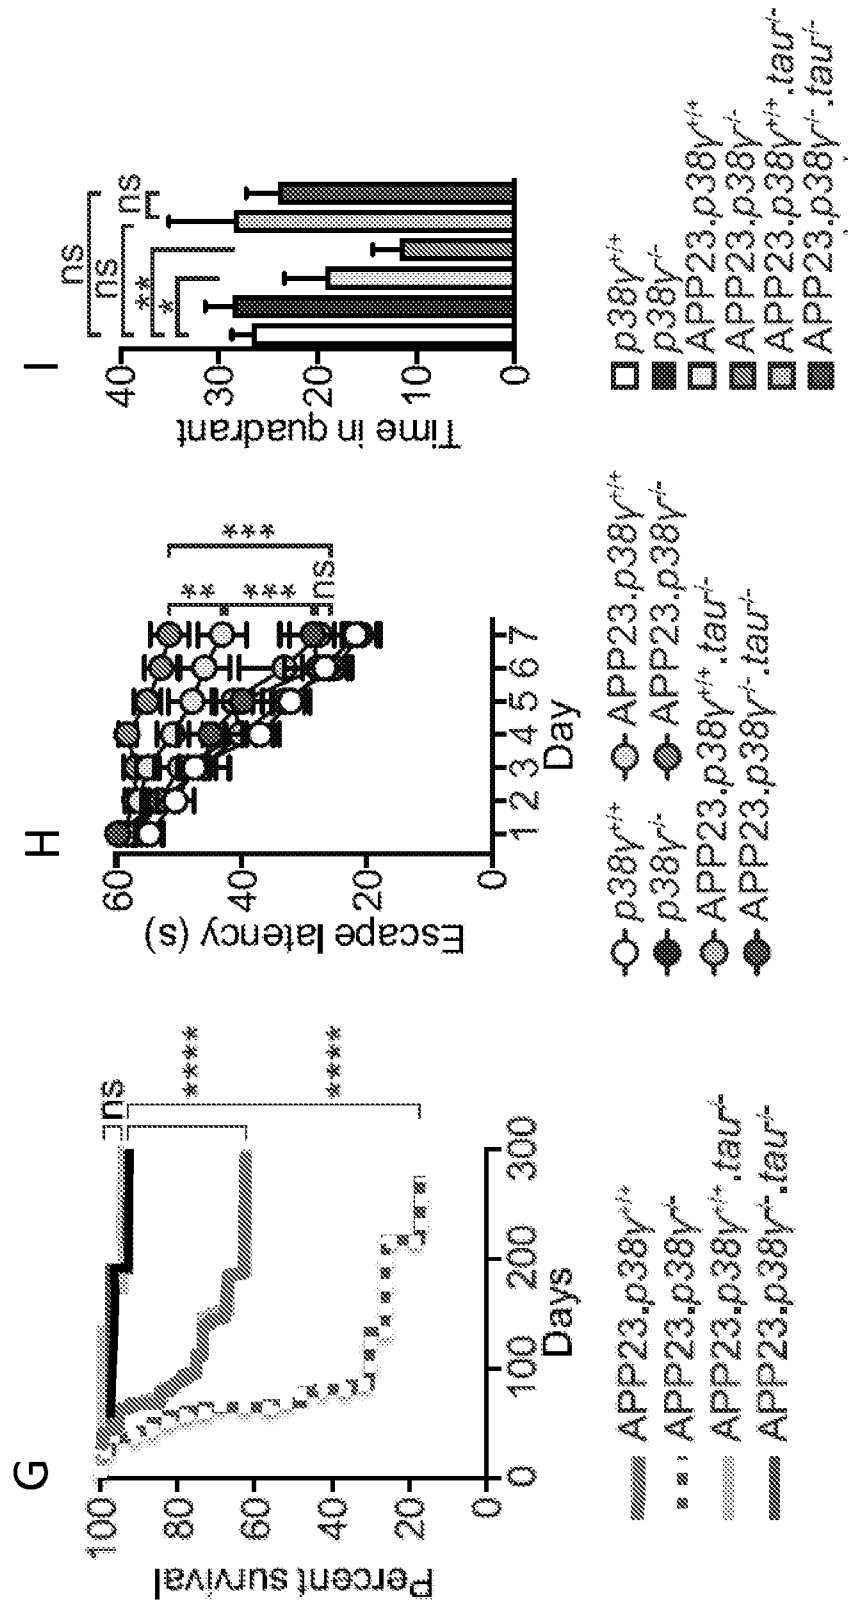 G
Percent survival
100
80
60
40
20
0
0 100 200 300
Days
ns
****
****
APP23.p38γ+/+
APP23.p38γ-/-
APP23.p38γ+/+.tau-/-
APP23.p38γ-/-.tau-/-
H
Escape latency (s)
60
40
20
0
1 2 3 4 5 6 7
Day
**
***
ns
***
p38γ+/+
APP23.p38γ+/+
p38γ-/-
APP23.p38γ-/-
APP23.p38γ+/+.tau-/-
APP23.p38γ-/-.tau-/-
I
Time in quadrant
40
30
20
10
0
ns
ns
ns
**
*
p38γ+/+
p38γ-/-
APP23.p38γ+/+
APP23.p38γ-/-
APP23.p38γ+/+.tau-/-
APP23.p38γ-/-.tau-/-